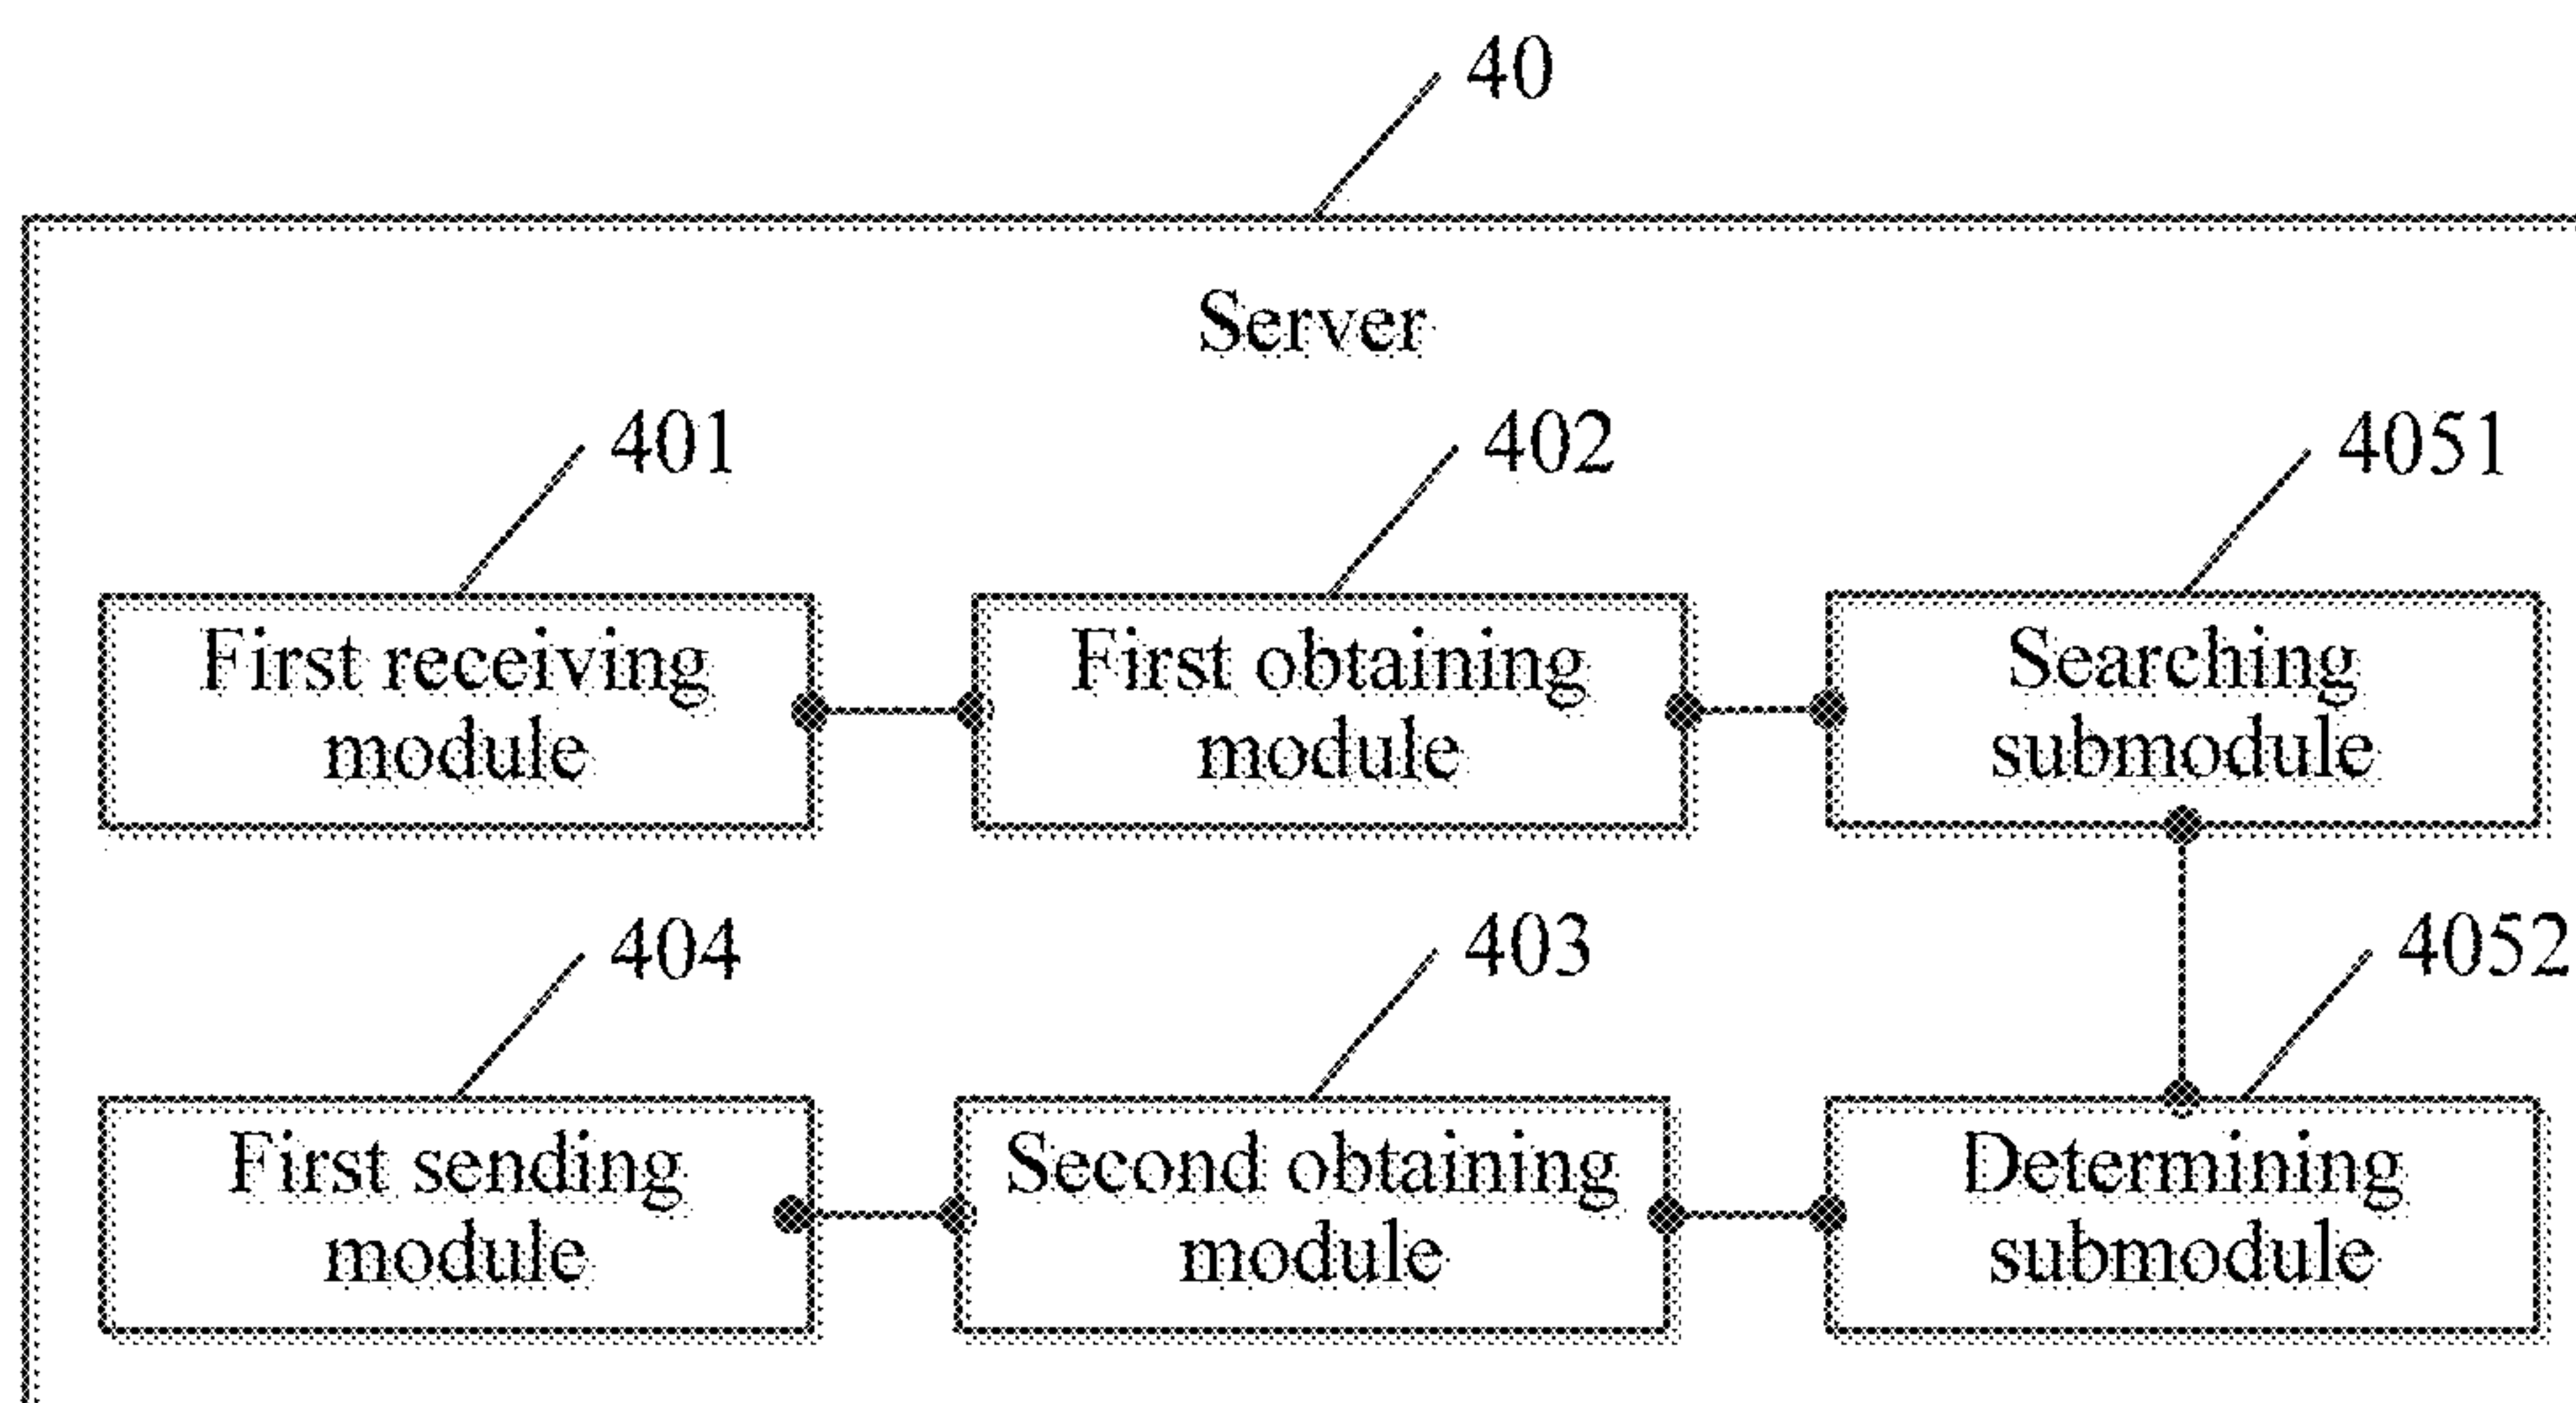 40
Server
401
402
4051
First receiving
module
First obtaining
module
Searching
submodule
404
403
4052
First sending
module
Second obtaining
module
Determining
submodule